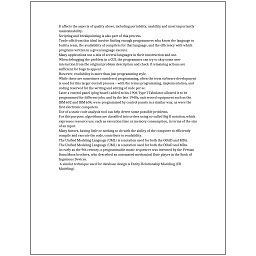 It affects the aspects of quality above, including portability, usability and most importantly
maintainability.
Scripting and breakpointing is also part of this process.
Trade-offs from this ideal involve finding enough programmers who know the language to
build a team, the availability of compilers for that language, and the efficiency with which
programs written in a given language execute.
Many applications use a mix of several languages in their construction and use.
When debugging the problem in a GUI, the programmer can try to skip some user
interaction from the original problem description and check if remaining actions are
sufficient for bugs to appear.
However, readability is more than just programming style.
While these are sometimes considered programming, often the term software development
is used for this larger overall process – with the terms programming, implementation, and
coding reserved for the writing and editing of code per se.
Later a control panel (plug board) added to his 1906 Type I Tabulator allowed it to be
programmed for different jobs, and by the late 1940s, unit record equipment such as the
IBM 602 and IBM 604, were programmed by control panels in a similar way, as were the
first electronic computers.
Use of a static code analysis tool can help detect some possible problems.
For this purpose, algorithms are classified into orders using so-called Big O notation, which
expresses resource use, such as execution time or memory consumption, in terms of the size
of an input.
Many factors, having little or nothing to do with the ability of the computer to efficiently
compile and execute the code, contribute to readability.
The Unified Modeling Language (UML) is a notation used for both the OOAD and MDA.
The Unified Modeling Language (UML) is a notation used for both the OOAD and MDA.
As early as the 9th century, a programmable music sequencer was invented by the Persian
Banu Musa brothers, who described an automated mechanical flute player in the Book of
Ingenious Devices.
A similar technique used for database design is Entity-Relationship Modeling (ER
Modeling).